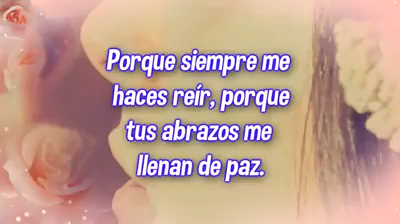 Porque siempre me
haces reír, porque
tus abrazos me
llenan de paz.